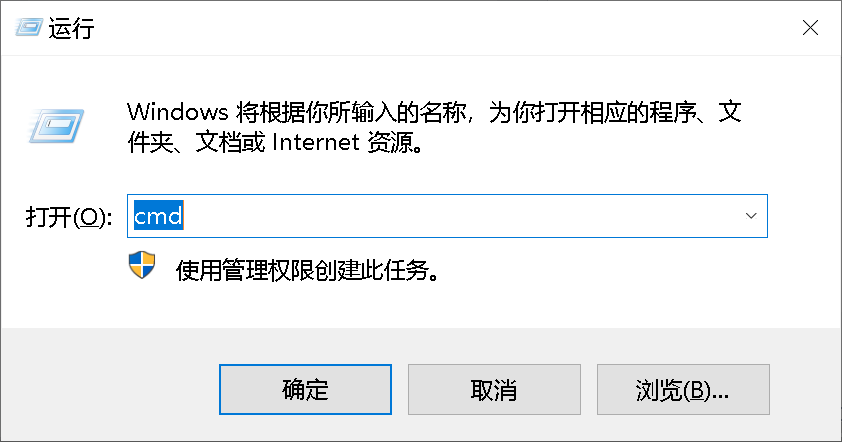 运行
Windows 将根据你所输入的名称，为你打开相应的程序、文
件夹、文档或 Internet 资源。
打开(O):
cmd
使用管理权限创建此任务。
确定
取消
浏览(B)...